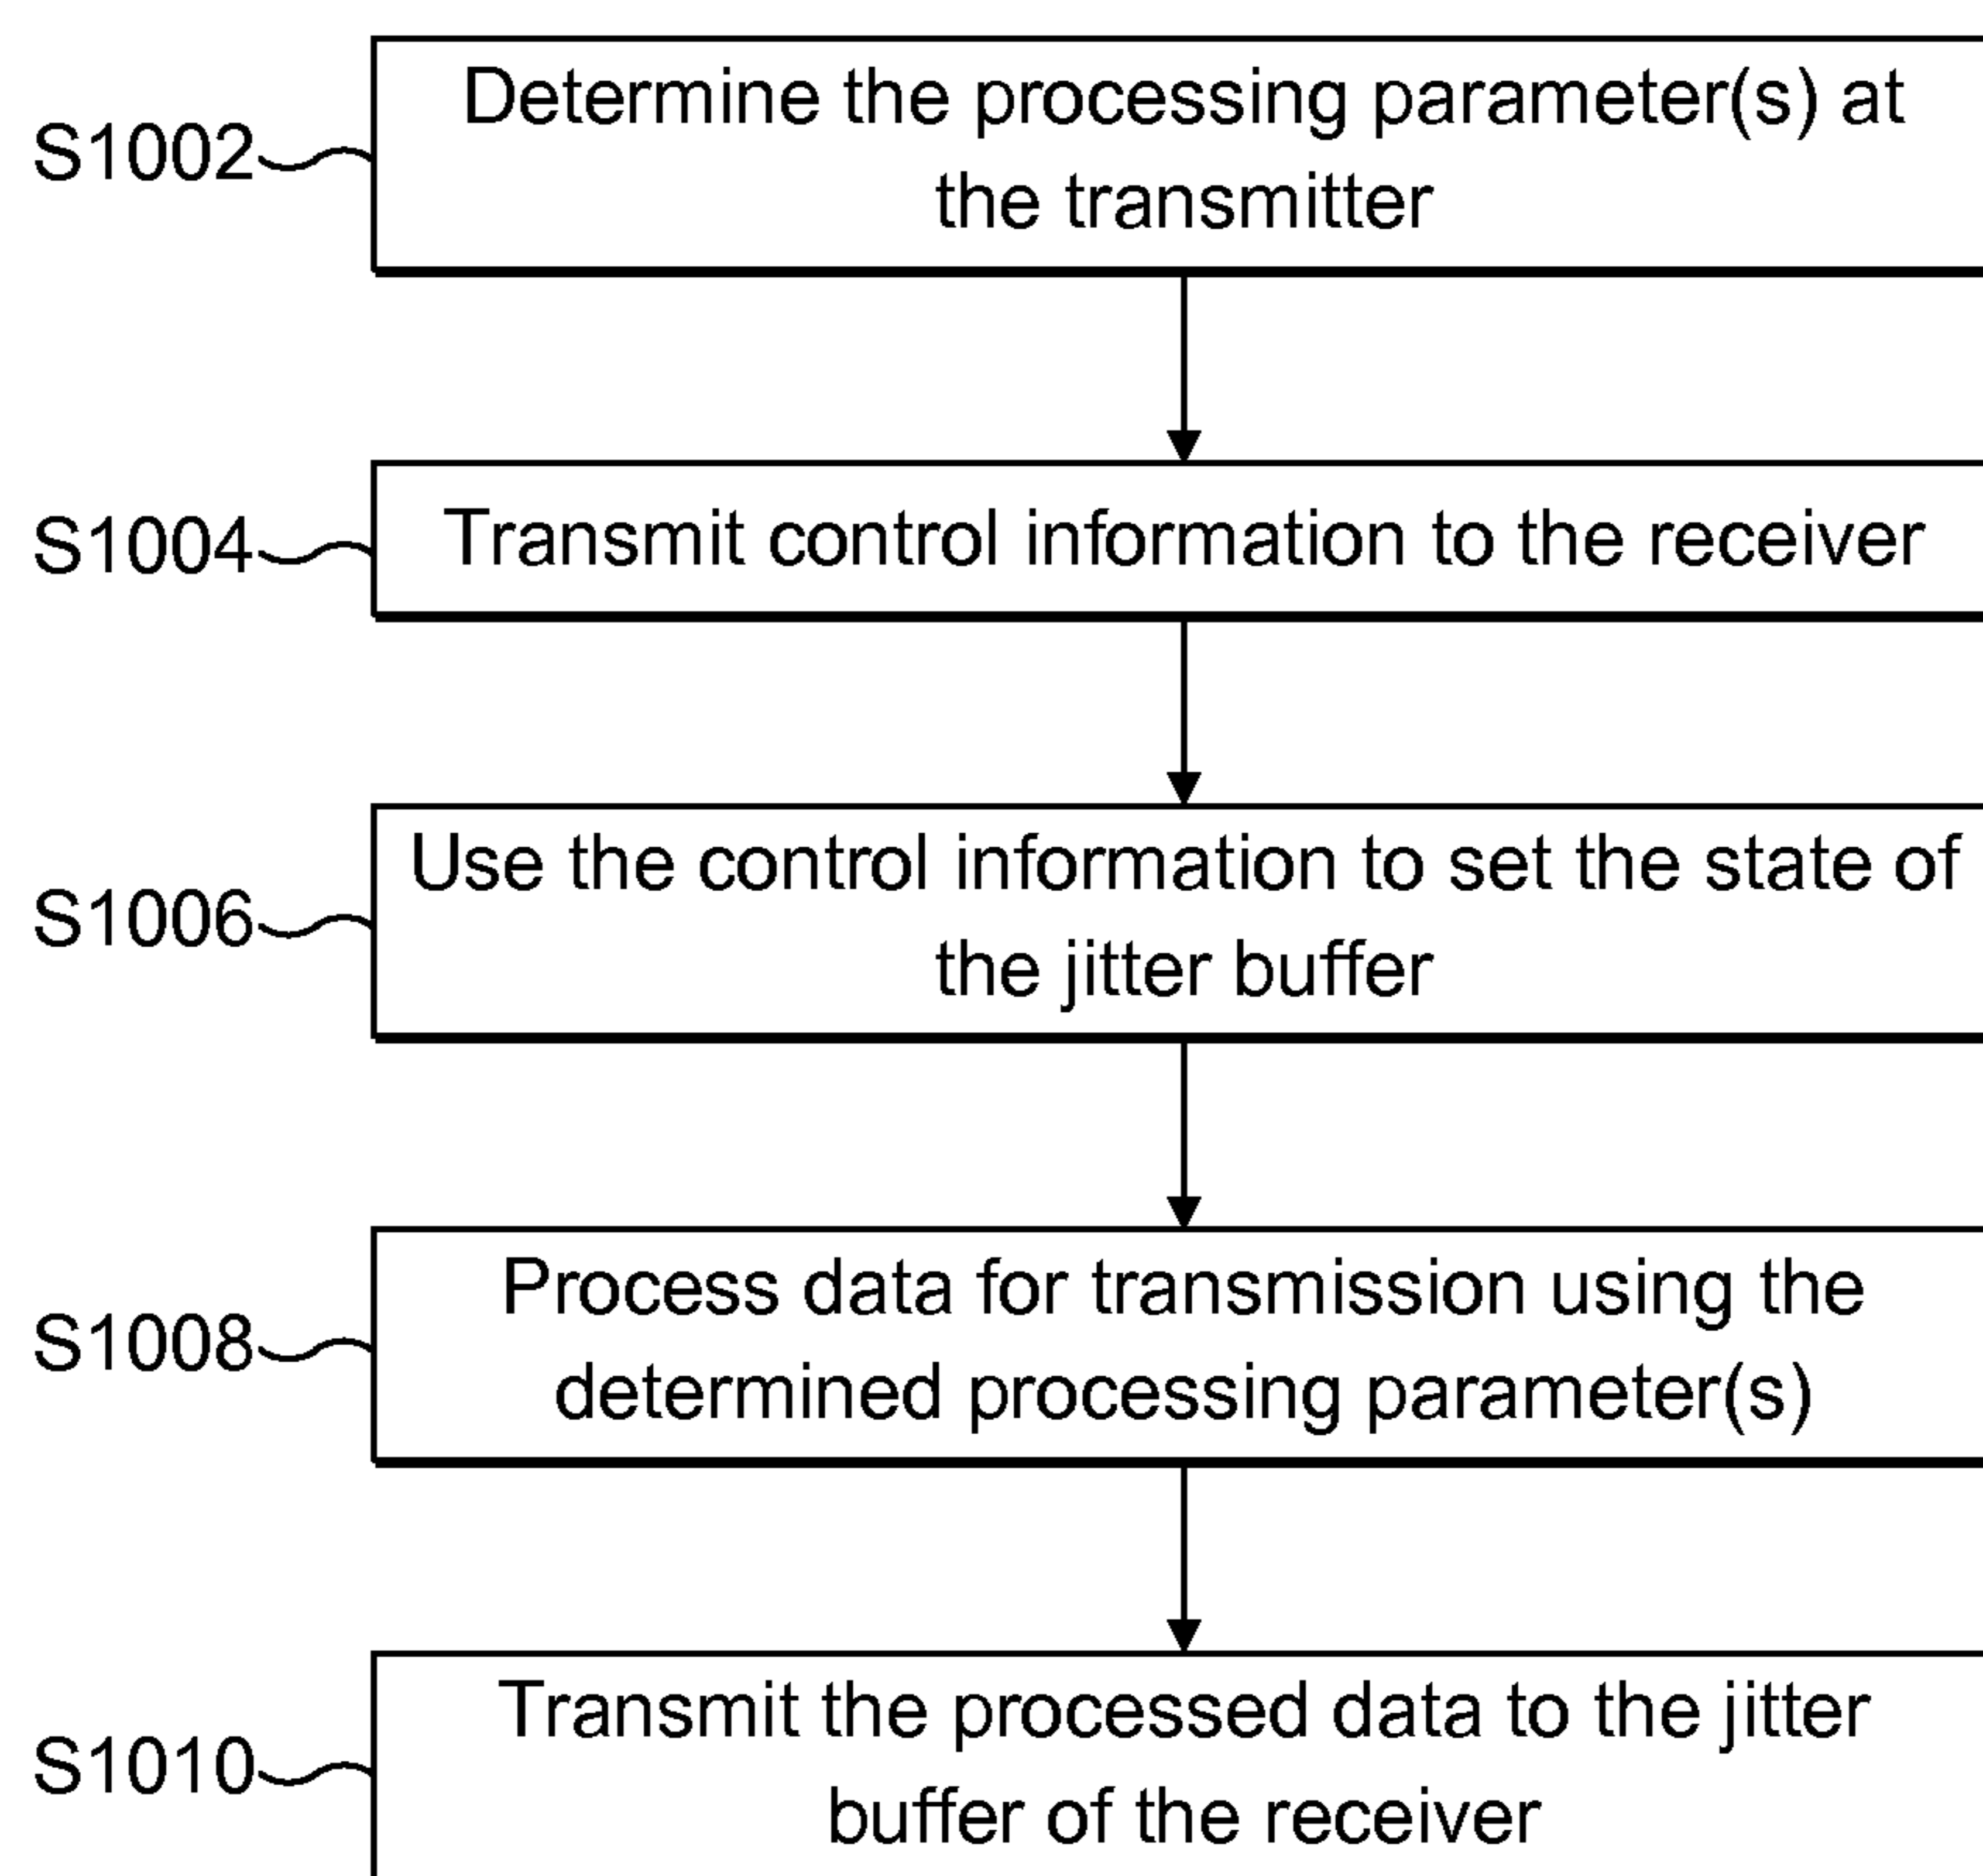 S1002
Determine the processing parameter(s) at
the transmitter
S1004
Transmit control information to the receiver
S1006
Use the control information to set the state of
the jitter buffer
S1008
Process data for transmission using the
determined processing parameter(s)
S1010
Transmit the processed data to the jitter
buffer of the receiver